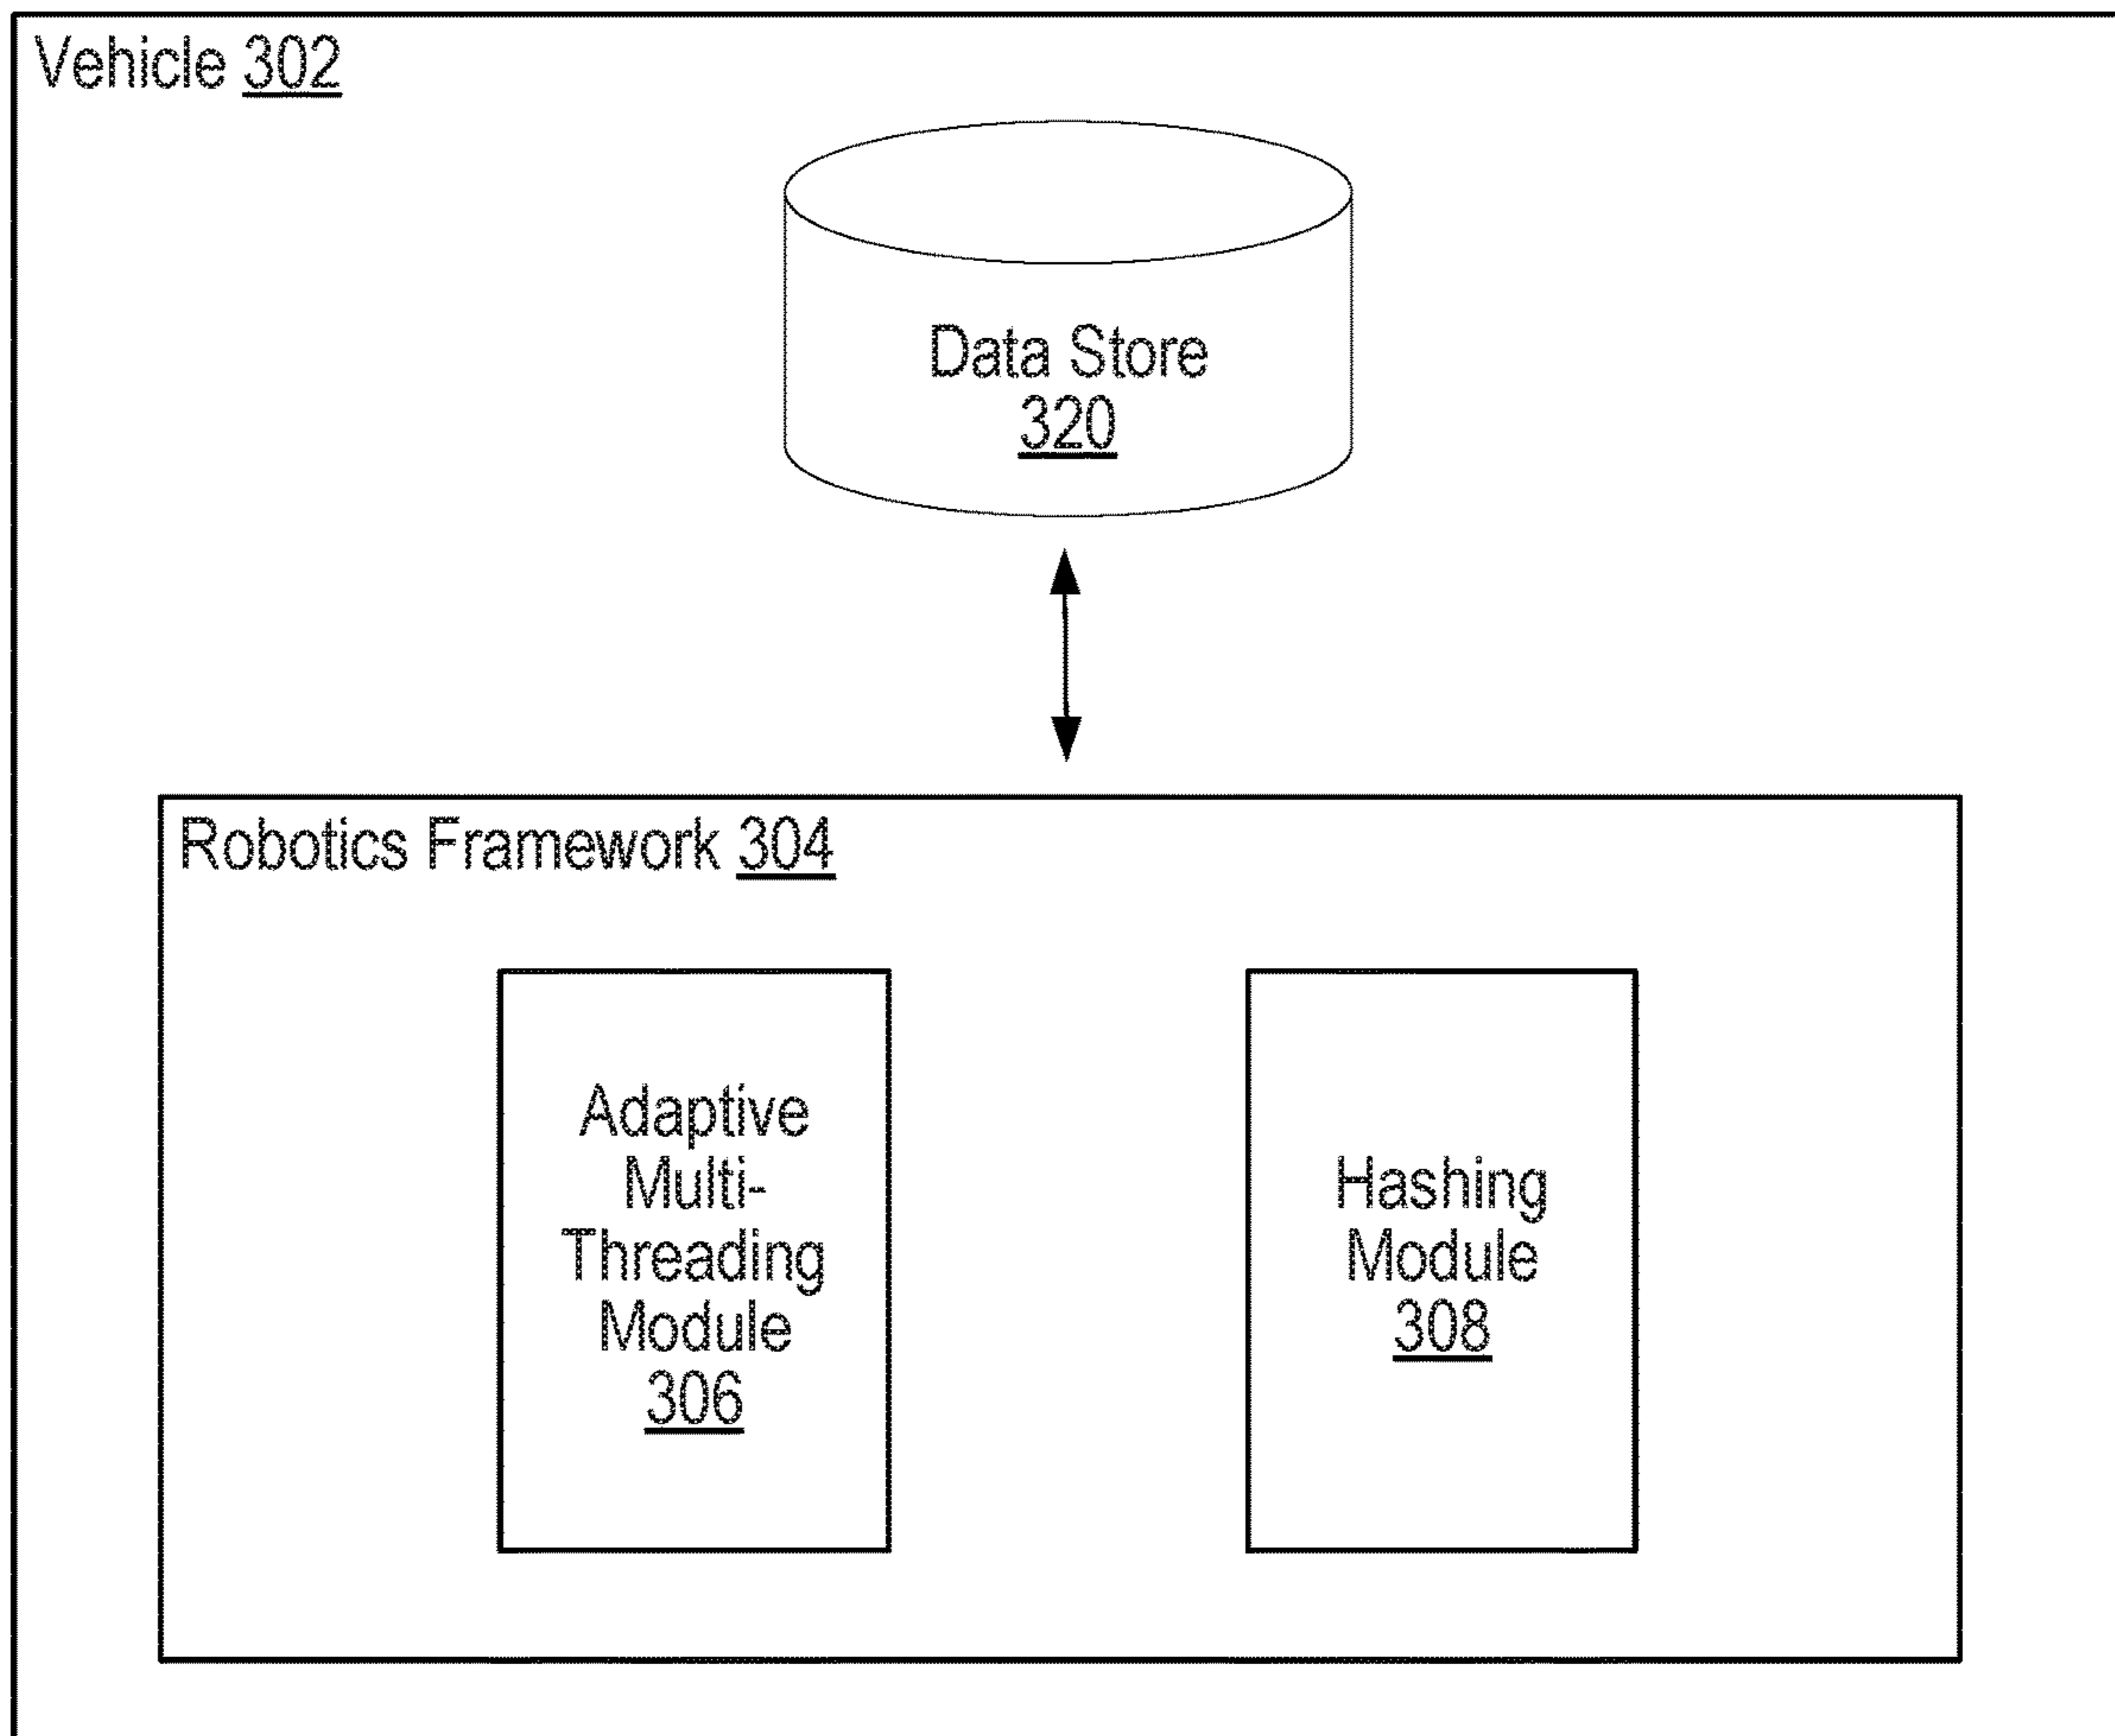 Vehicle 302
Data Store
320
Robotics Framework 304
Adaptive
Multi-
Threading
Module
306
Hashing
Module
308